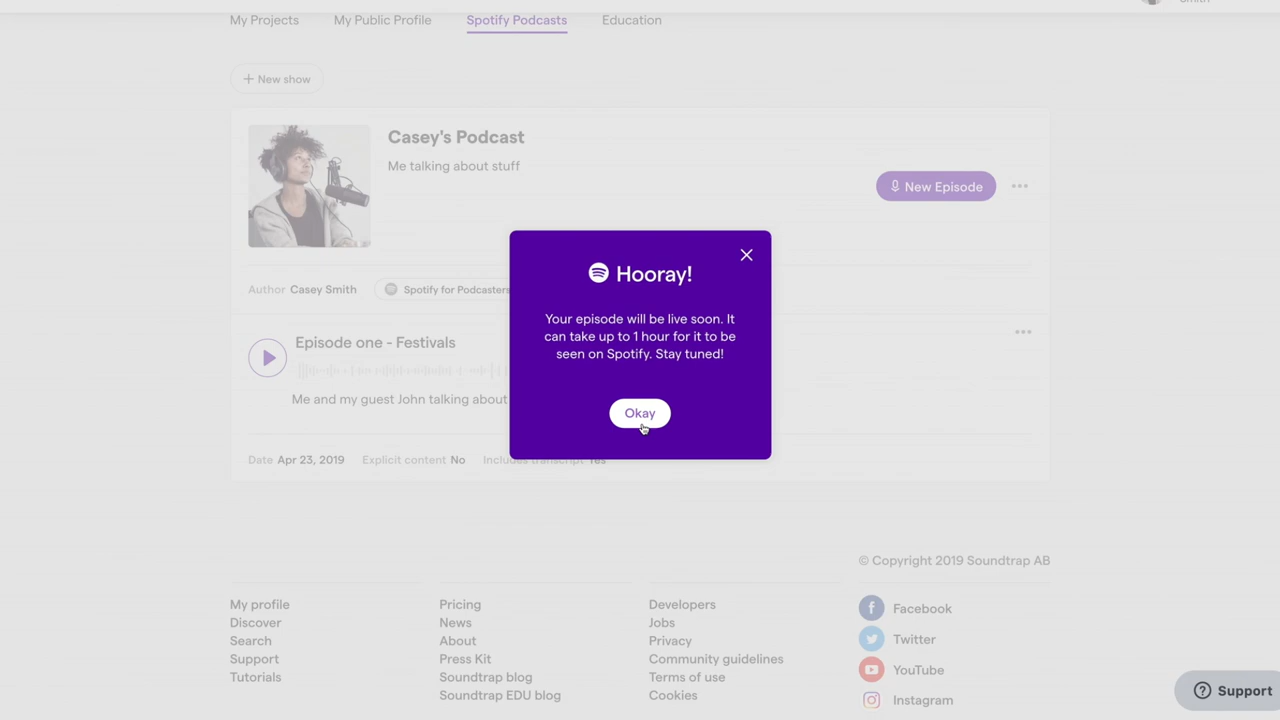 Smith
My Projects
My Public Profile
Spotify Podcasts
Education
+ New show
Casey's Podcast
Me talking about stuff
New Episode
Author Casey Smith
Spotify for Podcasters
Episode one - Festivals
Me and my guest John talking about
Date Apr 23, 2019
Explicit content No
Includes transcript Yes
Hooray!
Your episode will be live soon. It
can take up to 1 hour for it to be
seen on Spotify. Stay tuned!
Okay
© Copyright 2019 Soundtrap AB
My profile
Discover
Search
Support
Tutorials
Pricing
News
About
Press Kit
Soundtrap blog
Soundtrap EDU blog
Developers
Jobs
Privacy
Community guidelines
Terms of use
Cookies
Facebook
Twitter
YouTube
Instagram
Support